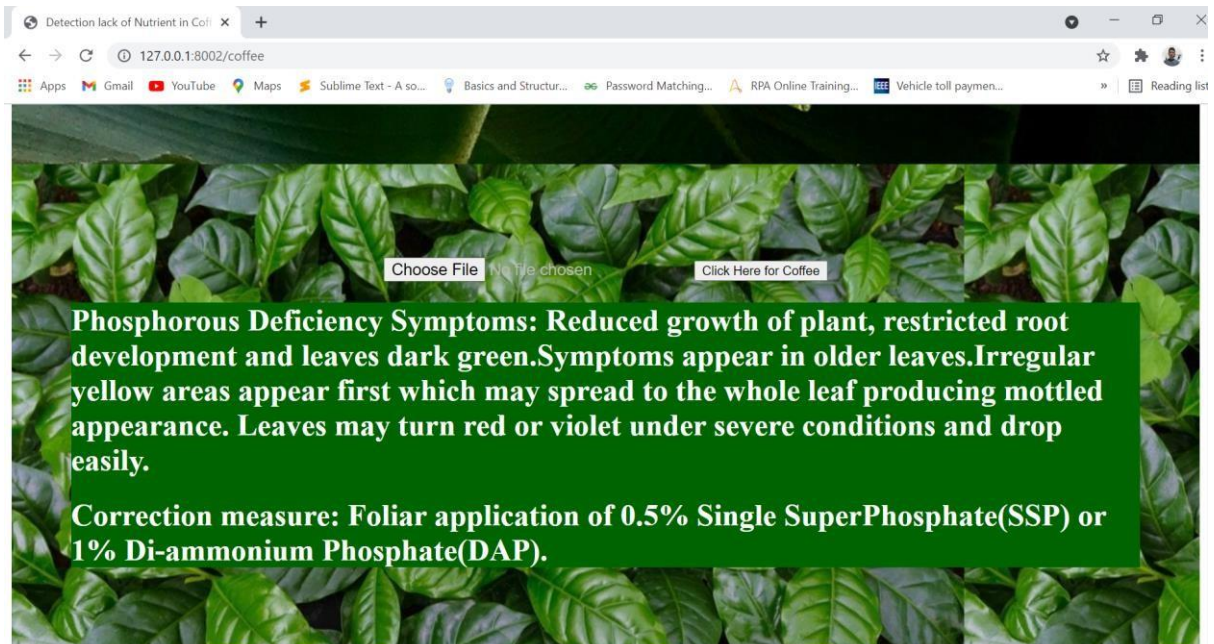 Detection lack of Nutrient in Cof
127.0.0.1:8002/coffee
Apps Gmail YouTube Maps Sublime Text - A so... Basics and Structur... Password Matching... RPA Online Training... IEEE Vehicle toll paymen... » Reading list
Choose File No file chosen Click Here for Coffee
Phosphorous Deficiency Symptoms: Reduced growth of plant, restricted root
development and leaves dark green.Symptoms appear in older leaves.Irregular
yellow areas appear first which may spread to the whole leaf producing mottled
appearance. Leaves may turn red or violet under severe conditions and drop
easily.
Correction measure: Foliar application of 0.5% Single SuperPhosphate(SSP) or
1% Di-ammonium Phosphate(DAP).